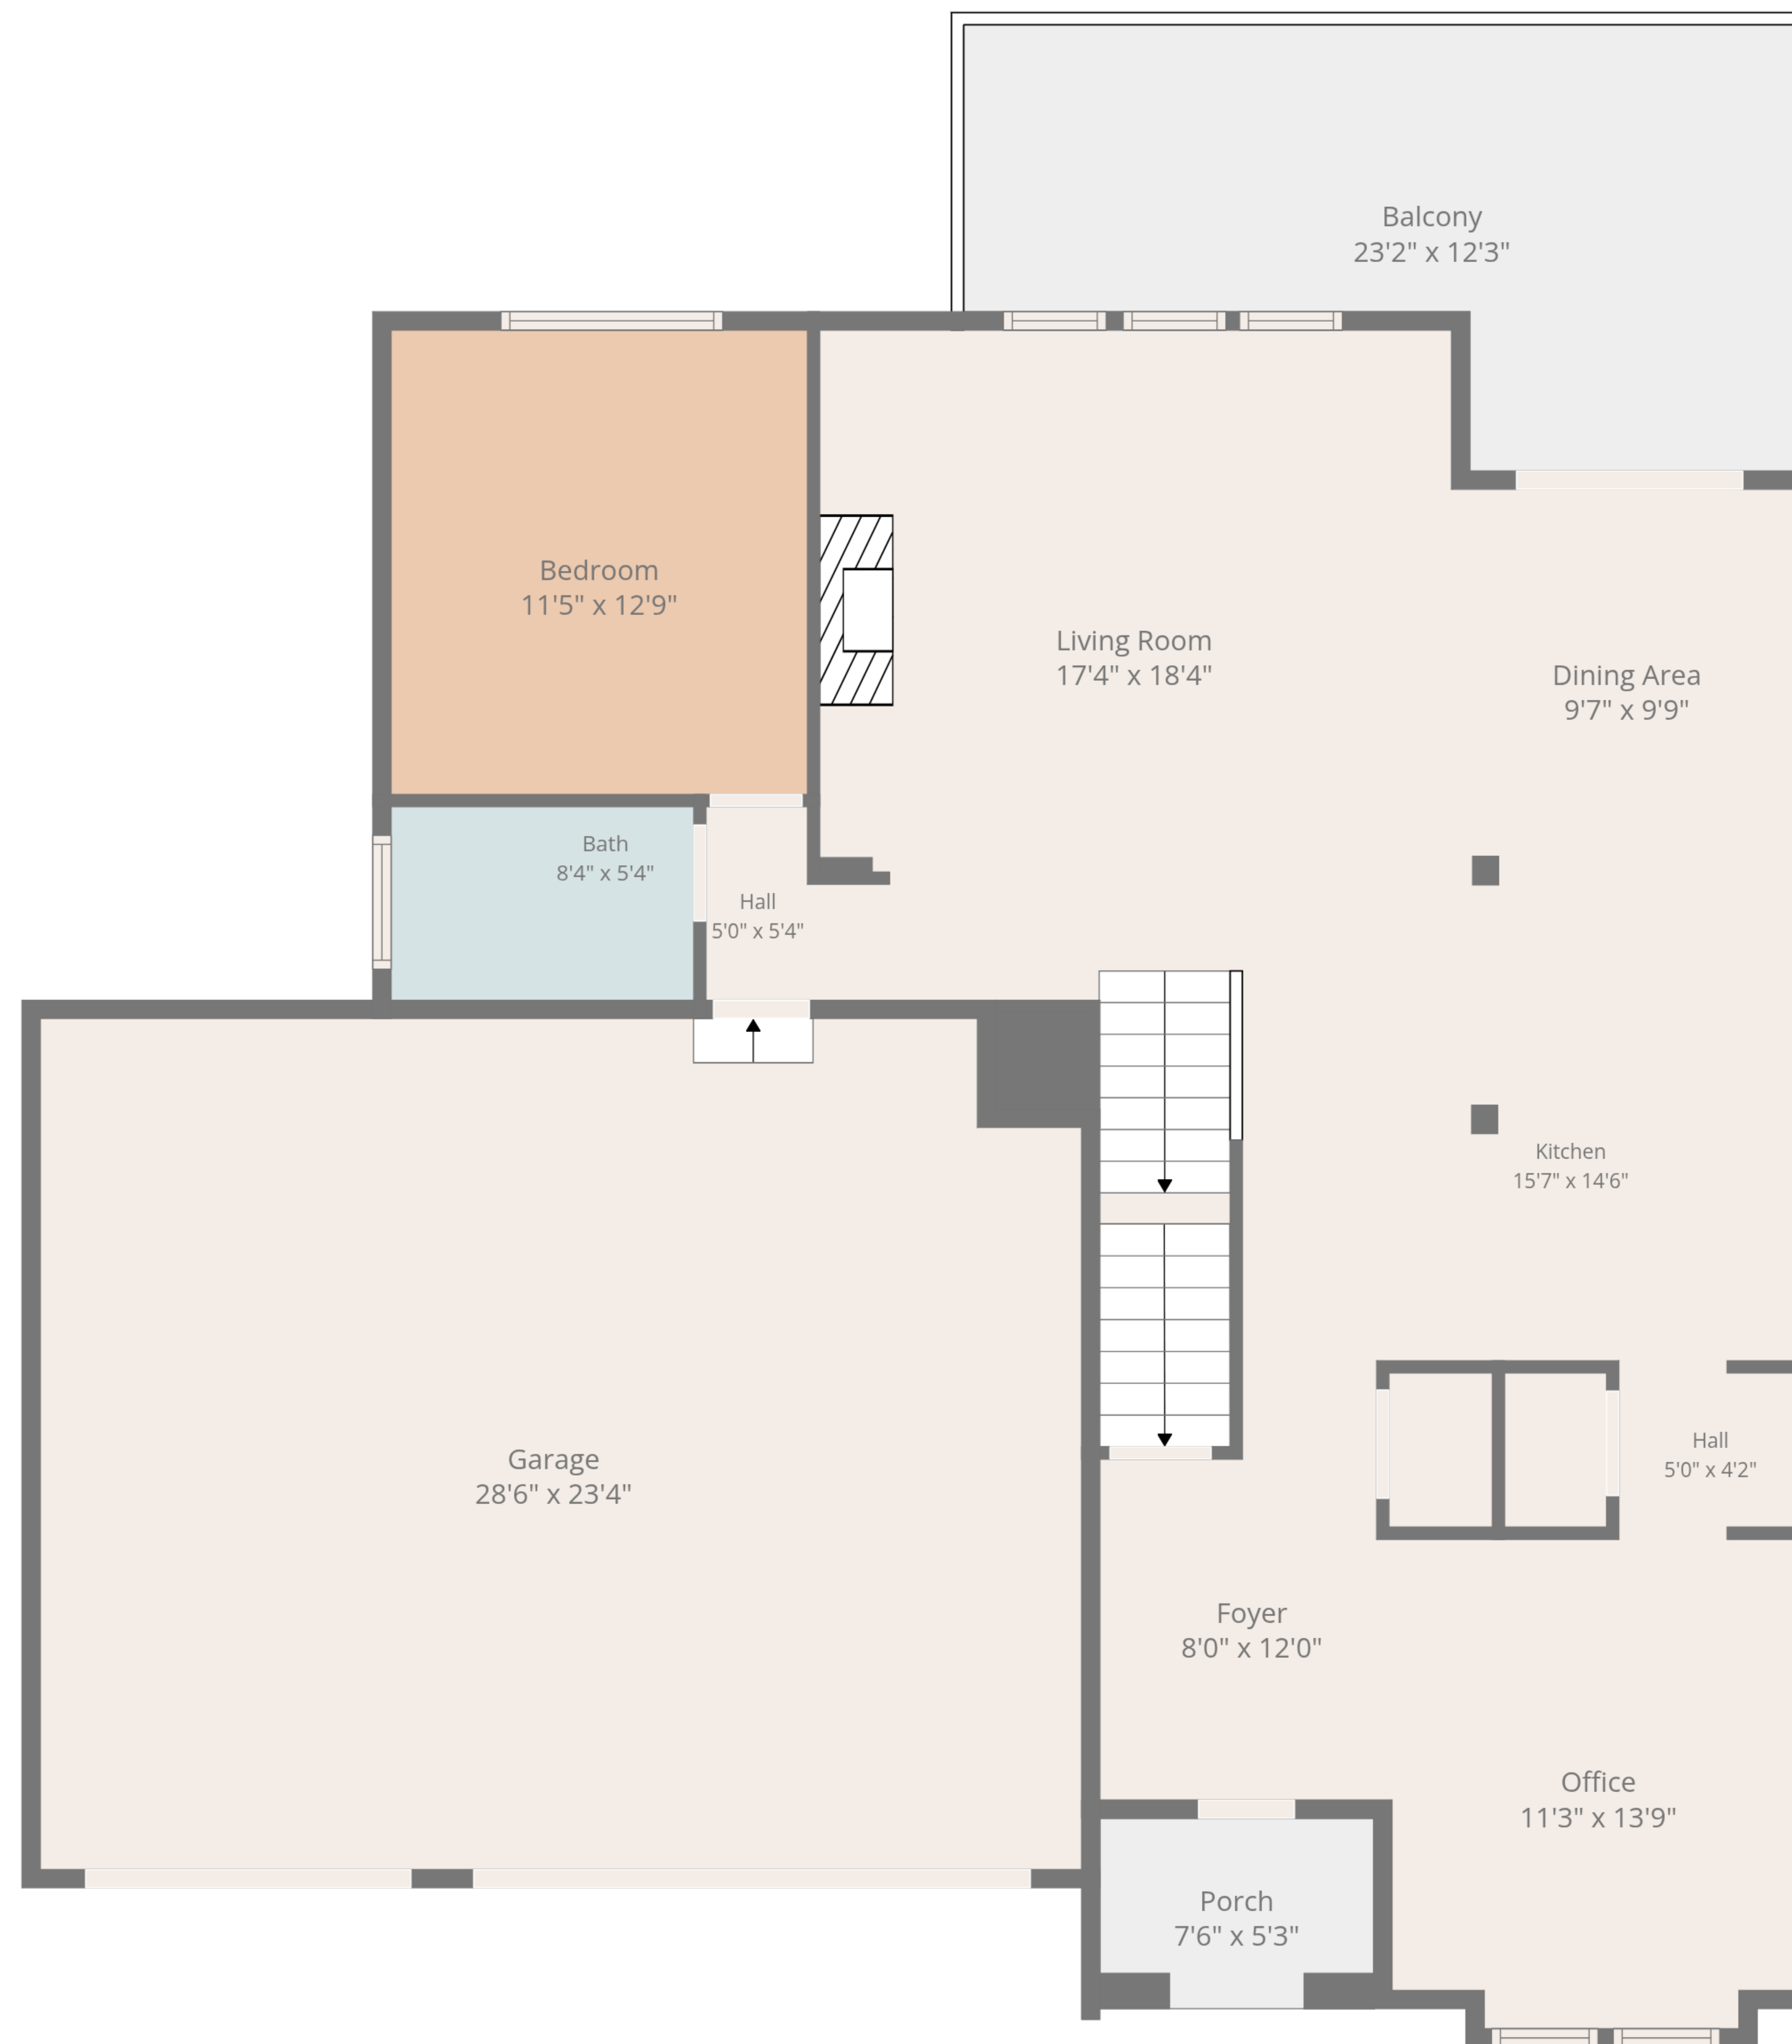 Balcony
23'2" x 12'3"
Bedroom
11'5" x 12'9"
Living Room
17'4" x 18'4"
Dining Area
9'7" x 9'9"
Bath
8'4" x 5'4"
Hall
5'0" x 5'4"
Kitchen
15'7" x 14'6"
Garage
28'6" x 23'4"
Hall
5'0" x 4'2"
Foyer
8'0" x 12'0"
Office
11'3" x 13'9"
Porch
7'6" x 5'3"